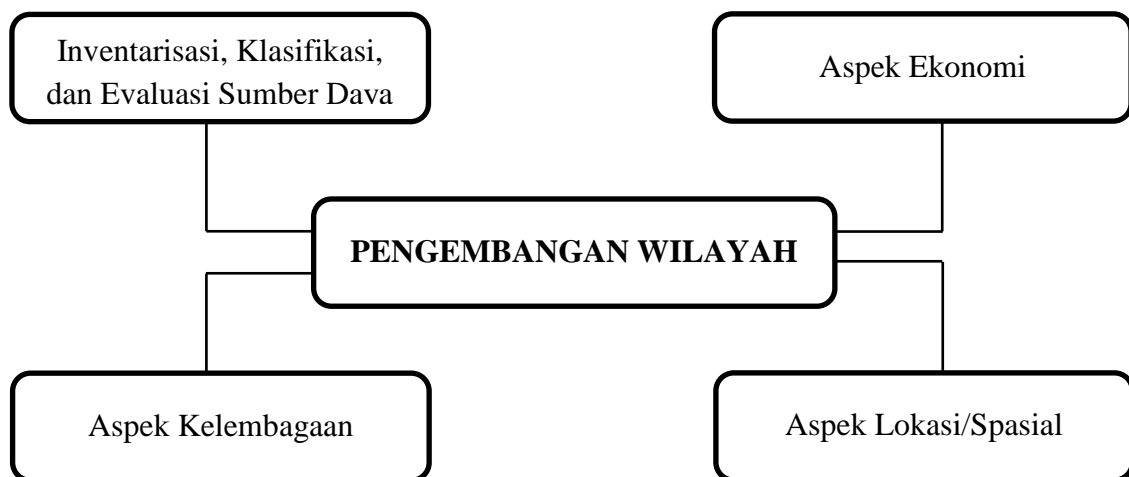 Inventarisasi, Klasifikasi,
dan Evaluasi Sumber Dava
Aspek Ekonomi
PENGEMBANGAN WILAYAH
Aspek Kelembagaan
Aspek Lokasi/Spasial